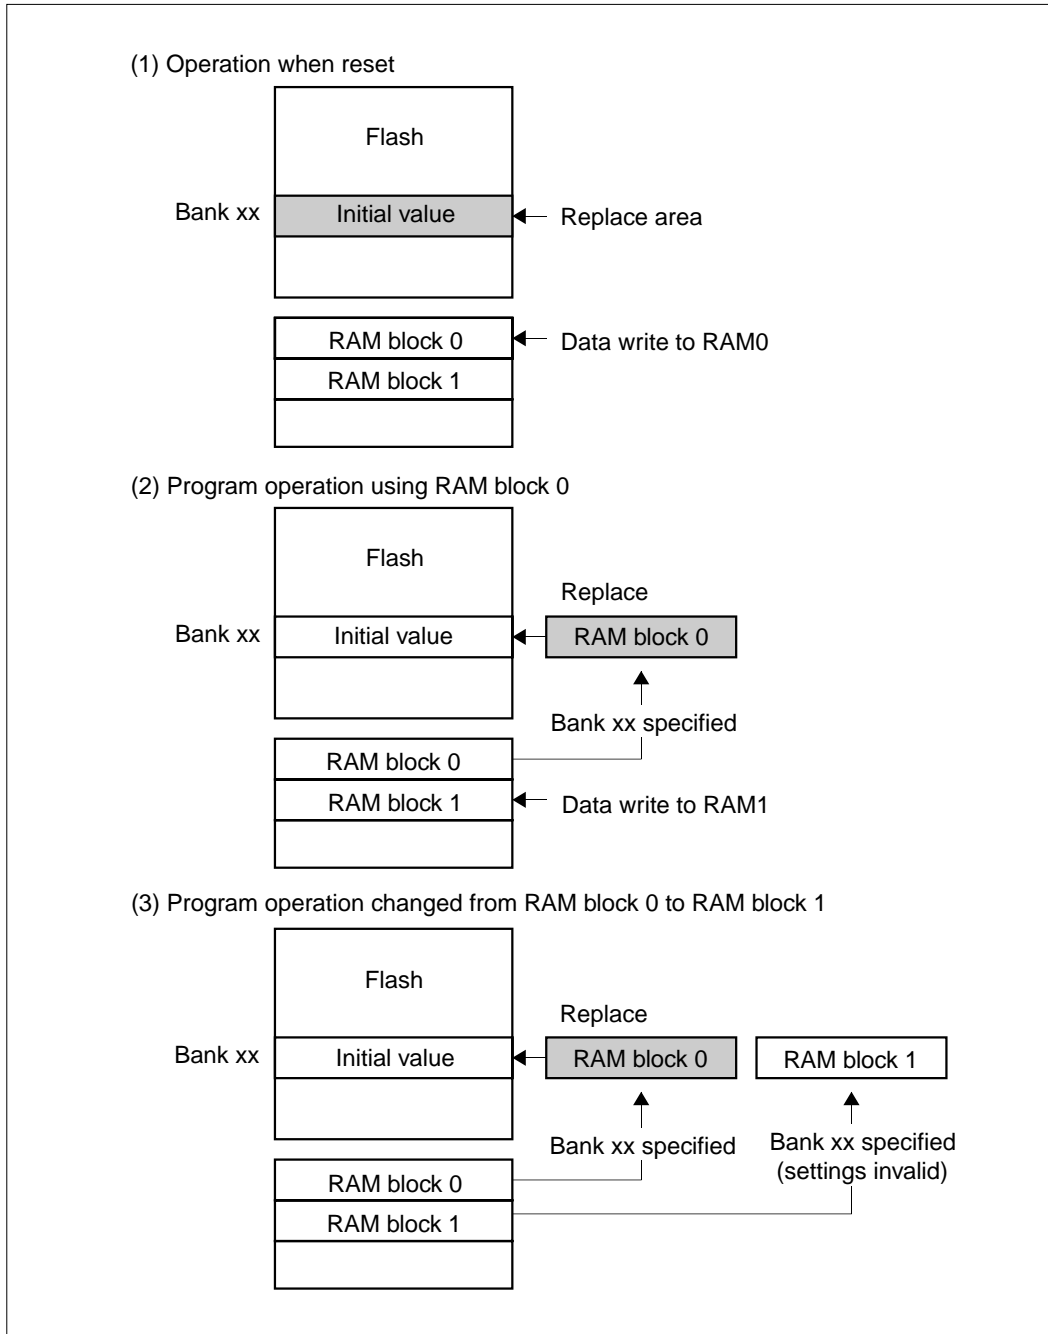 (1) Operation when reset
Flash
Bank xx
Initial value
Replace area
RAM block 0
Data write to RAM0
RAM block 1
(2) Program operation using RAM block 0
Flash
Replace
Bank xx
Initial value
RAM block 0
Bank xx specified
RAM block 0
RAM block 1
Data write to RAM1
(3) Program operation changed from RAM block 0 to RAM block 1
Flash
Replace
Bank xx
Initial value
RAM block 0
RAM block 1
Bank xx specified
Bank xx specified
(settings invalid)
RAM block 0
RAM block 1